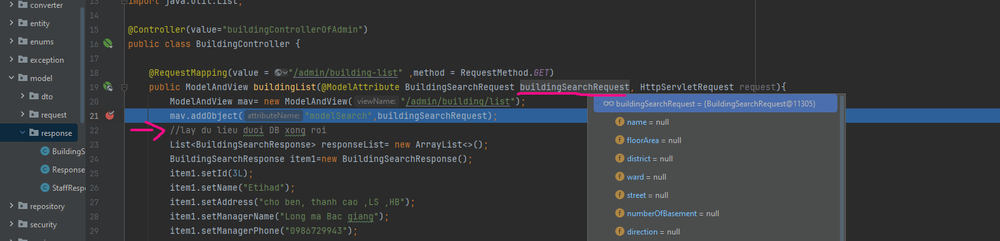 converter
entity
enums
exception
model
dto
request
response
BuildingS
Response
StaffRespo
repository
security
13 import java.util.List;
14
15 @Controller(value="buildingControllerOfAdmin")
16 public class BuildingController {
17
18 @RequestMapping(value = "/admin/building-list" ,method = RequestMethod.GET)
19 public ModelAndView buildingList(@ModelAttribute BuildingSearchRequest buildingSearchRequest, HttpServletRequest request){
20 ModelAndView mav= new ModelAndView( viewName: "/admin/building/list");
21 mav.addObject( attributeName: "modelSearch",buildingSearchRequest);
22 //lay du lieu duoi DB xong roi
23 List<BuildingSearchResponse> responseList= new ArrayList<>();
24 BuildingSearchResponse item1=new BuildingSearchResponse();
25 item1.setId(3L);
26 item1.setName("Etihad");
27 item1.setAddress("cho ben, thanh cao ,LS ,HB");
28 item1.setManagerName("Long ma Bac giang");
29 item1.setManagerPhone("0986729943");
buildingSearchRequest = {BuildingSearchRequest@11305}
name = null
floorArea = null
district = null
ward = null
street = null
numberOfBasement = null
direction = null